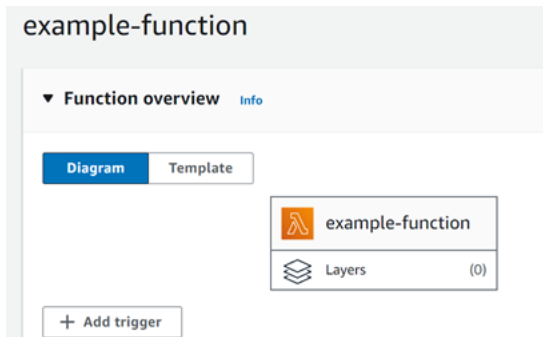 example-function
▼ Function overview Info
Diagram Template
example-function
Layers (0)
+ Add trigger